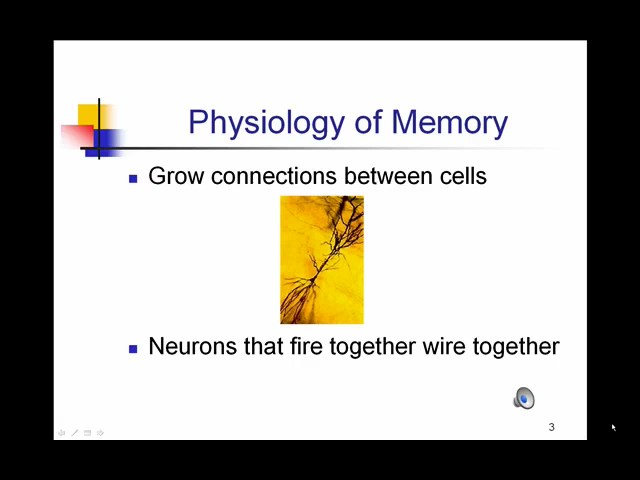 Physiology of Memory
Grow connections between cells
Neurons that fire together wire together
3